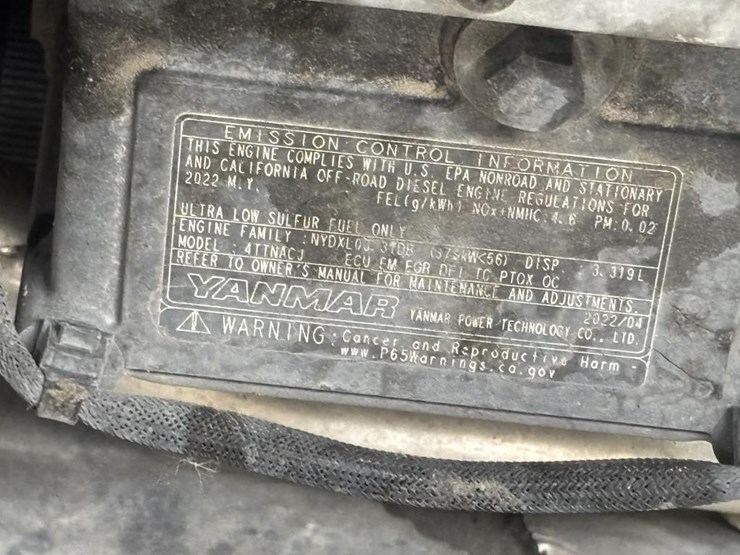 EMISSION CONTROL INFORMATION
THIS ENGINE COMPLIES WITH U.S. EPA NONROAD AND STATIONARY
AND CALIFORNIA OFF-ROAD DIESEL ENGINE REGULATIONS FOR
2022 M.Y. FEL(g/kWh) NOx+NMHC:4.6 PM:0.02
ULTRA LOW SULFUR FUEL ONLY
ENGINE FAMILY : DISP : 3.319L
MODEL : 4TTNACJ ECU EM EGR DFI TC PTOX OC
REFER TO OWNER'S MANUAL FOR MAINTENANCE AND ADJUSTMENTS.
2022/04
YANMAR YANMAR POWER TECHNOLOGY CO., LTD.
WARNING: Cancer and Reproductive Harm -
www.P65Warnings.ca.gov